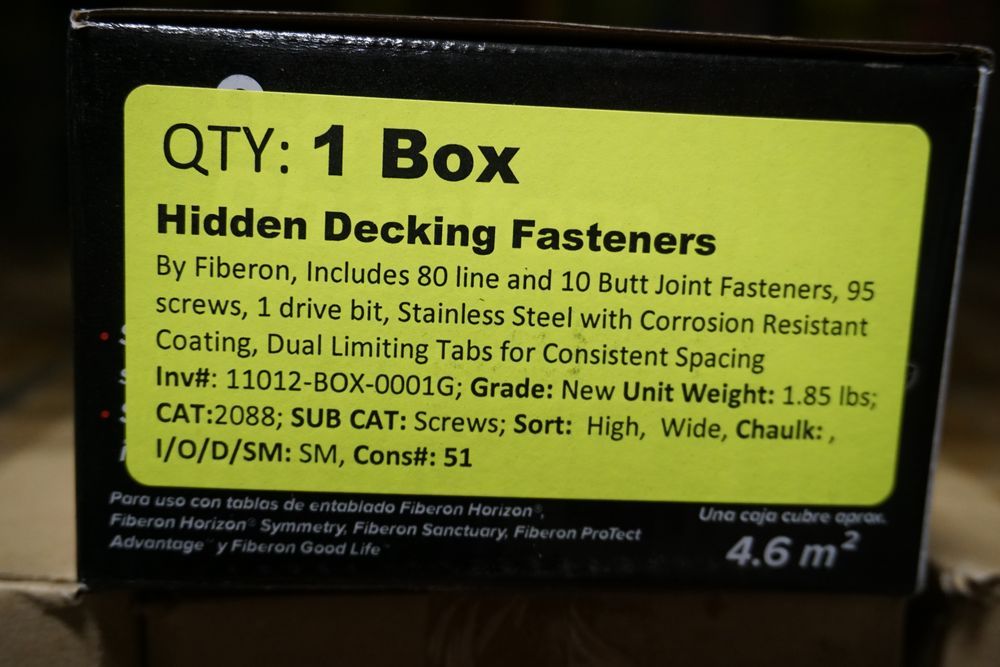 QTY: 1 Box
Hidden Decking Fasteners
By Fiberon, Includes 80 line and 10 Butt Joint Fasteners, 95
screws, 1 drive bit, Stainless Steel with Corrosion Resistant
Coating, Dual Limiting Tabs for Consistent Spacing
Inv#: 11012-BOX-0001G; Grade: New Unit Weight: 1.85 lbs;
CAT:2088; SUB CAT: Screws; Sort: High, Wide, Chaulk: ,
I/O/D/SM: SM, Cons#: 51
Para uso con tablas de entablado Fiberon Horizon®,
Fiberon Horizon® Symmetry, Fiberon Sanctuary, Fiberon ProTect
Advantage™ y Fiberon Good Life™
Una caja cubre aprox.
4.6 m²